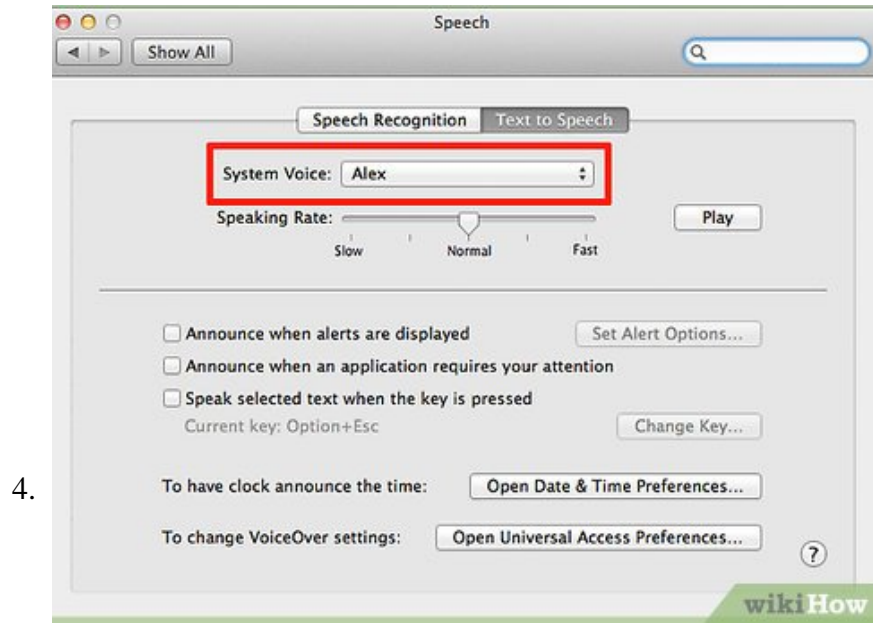 Speech
Show All
Speech Recognition Text to Speech
System Voice: Alex
Speaking Rate: Play
Slow Normal Fast
Announce when alerts are displayed Set Alert Options...
Announce when an application requires your attention
Speak selected text when the key is pressed
Current key: Option+Esc Change Key...
4. To have clock announce the time: Open Date & Time Preferences...
To change VoiceOver settings: Open Universal Access Preferences...
?
wikiHow